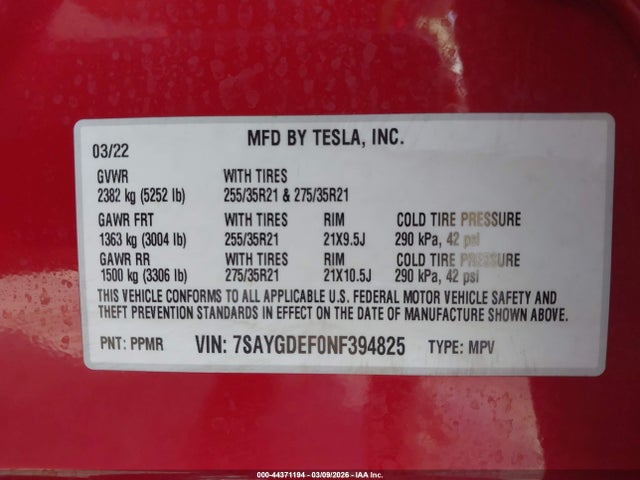 MFD BY TESLA, INC.
03/22
GVWR WITH TIRES
2382 kg (5252 lb) 255/35R21 & 275/35R21
GAWR FRT WITH TIRES RIM COLD TIRE PRESSURE
1363 kg (3004 lb) 255/35R21 21X9.5J 290 kPa, 42 psi
GAWR RR WITH TIRES RIM COLD TIRE PRESSURE
1500 kg (3306 lb) 275/35R21 21X10.5J 290 kPa, 42 psi
THIS VEHICLE CONFORMS TO ALL APPLICABLE U.S. FEDERAL MOTOR VEHICLE SAFETY AND
THEFT PREVENTION STANDARDS IN EFFECT ON THE DATE OF MANUFACTURE SHOWN ABOVE.
PNT: PPMR VIN: 7SAYGDEF0NF394825 TYPE: MPV
000-44371194 - 03/09/2026 - IAA Inc.